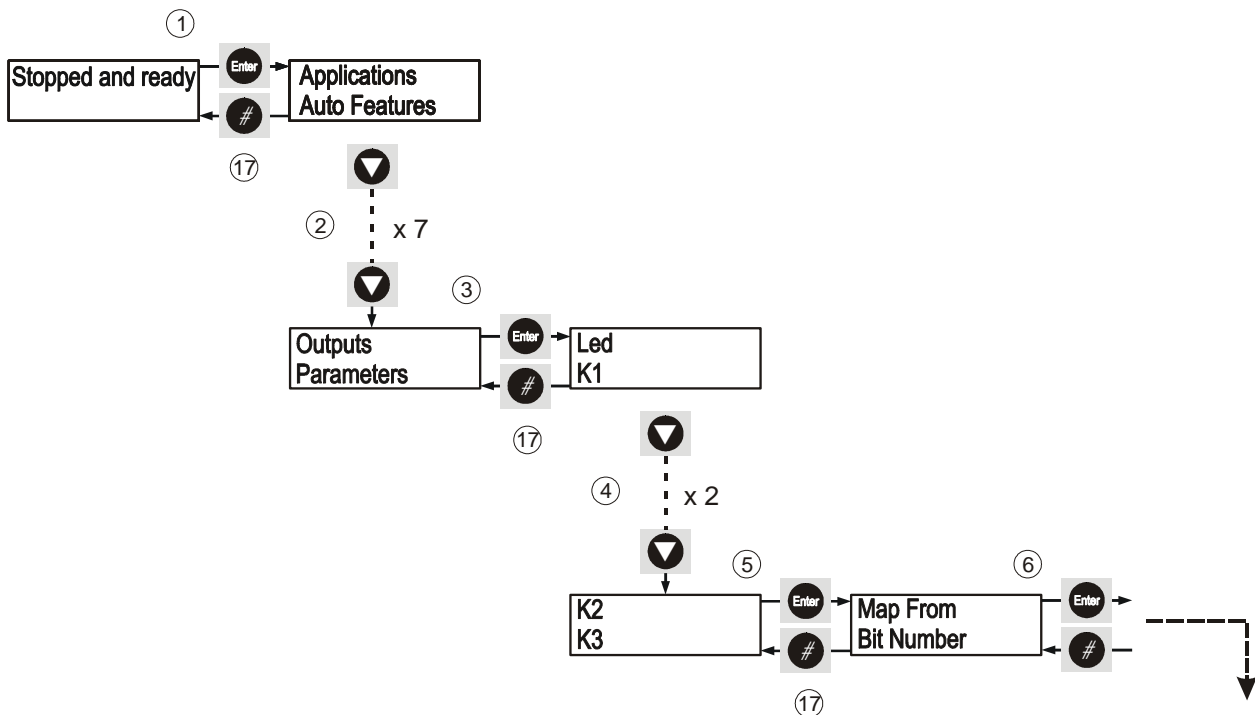 1
Stopped and ready
Enter
Applications
Auto Features
#
17
2
x 7
3
Outputs
Parameters
Enter
Led
K1
#
17
4
x 2
5
6
K2
K3
Enter
Map From
Bit Number
Enter
#
#
17